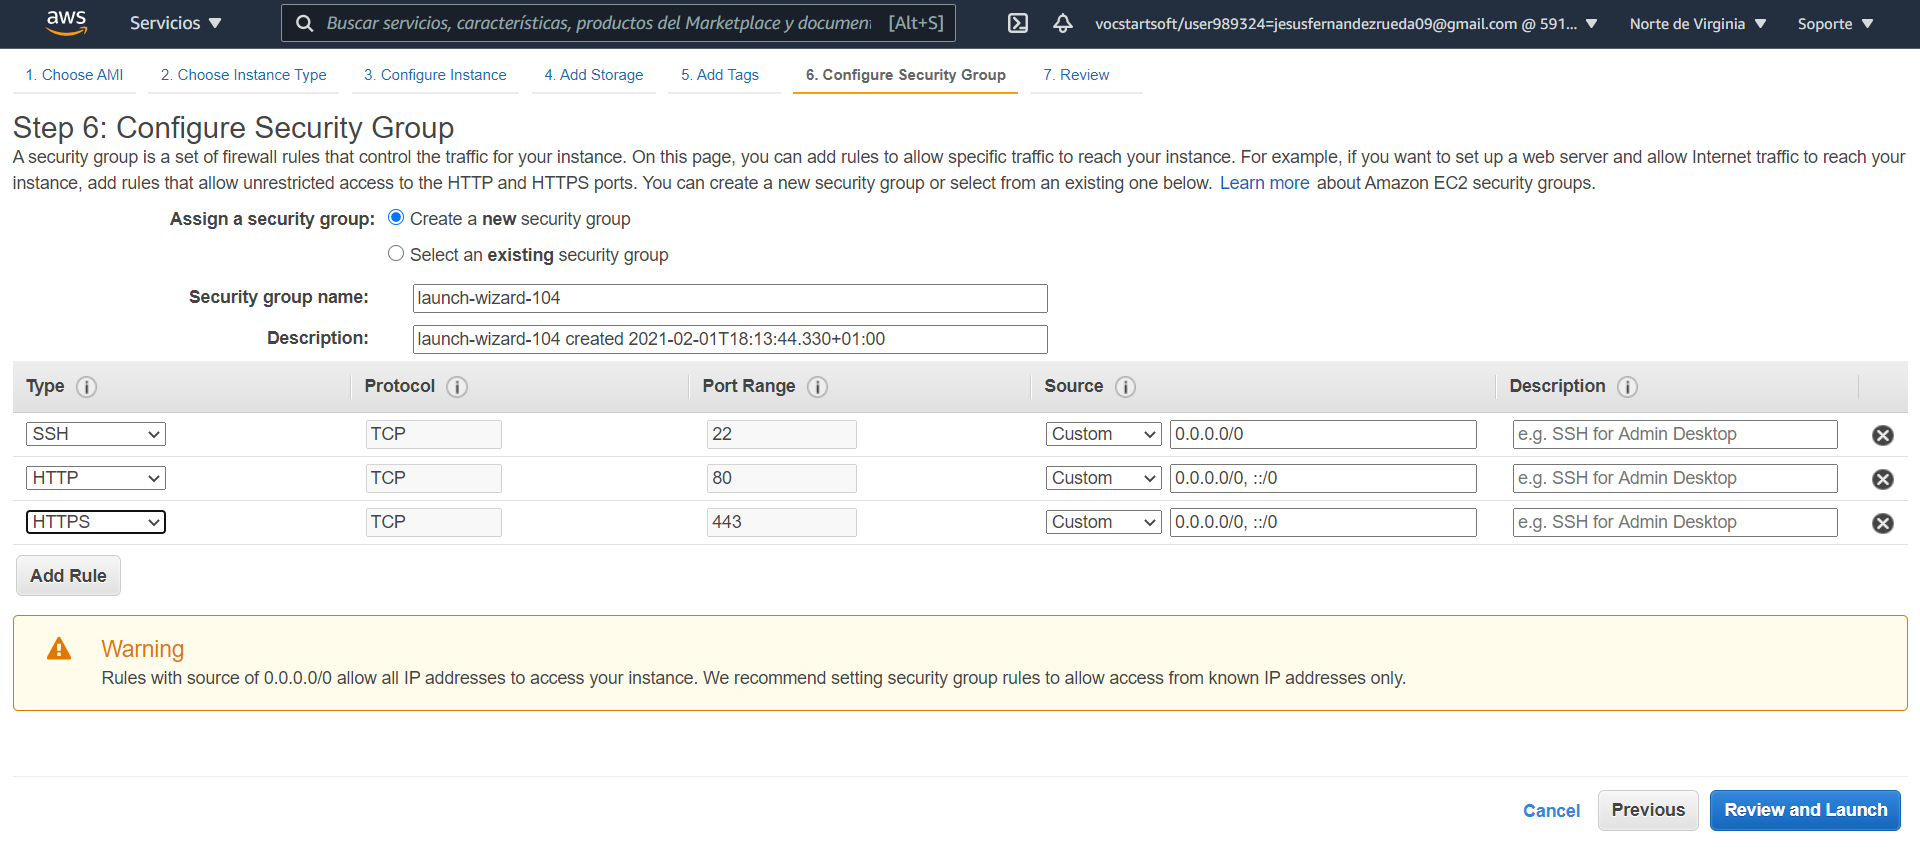 aws Servicios Buscar servicios, características, productos del Marketplace y documen [Alt+S] vocstartsoft/user989324=jesusfernandezrueda09@gmail.com @ 591... Norte de Virginia Soporte
1. Choose AMI 2. Choose Instance Type 3. Configure Instance 4. Add Storage 5. Add Tags 6. Configure Security Group 7. Review
Step 6: Configure Security Group
A security group is a set of firewall rules that control the traffic for your instance. On this page, you can add rules to allow specific traffic to reach your instance. For example, if you want to set up a web server and allow Internet traffic to reach your
instance, add rules that allow unrestricted access to the HTTP and HTTPS ports. You can create a new security group or select from an existing one below. Learn more about Amazon EC2 security groups.
Assign a security group: Create a new security group
Select an existing security group
Security group name: launch-wizard-104
Description: launch-wizard-104 created 2021-02-01T18:13:44.330+01:00
Type Protocol Port Range Source Description
SSH TCP 22 Custom 0.0.0.0/0 e.g. SSH for Admin Desktop
HTTP TCP 80 Custom 0.0.0.0/0, ::/0 e.g. SSH for Admin Desktop
HTTPS TCP 443 Custom 0.0.0.0/0, ::/0 e.g. SSH for Admin Desktop
Add Rule
Warning
Rules with source of 0.0.0.0/0 allow all IP addresses to access your instance. We recommend setting security group rules to allow access from known IP addresses only.
Cancel Previous Review and Launch